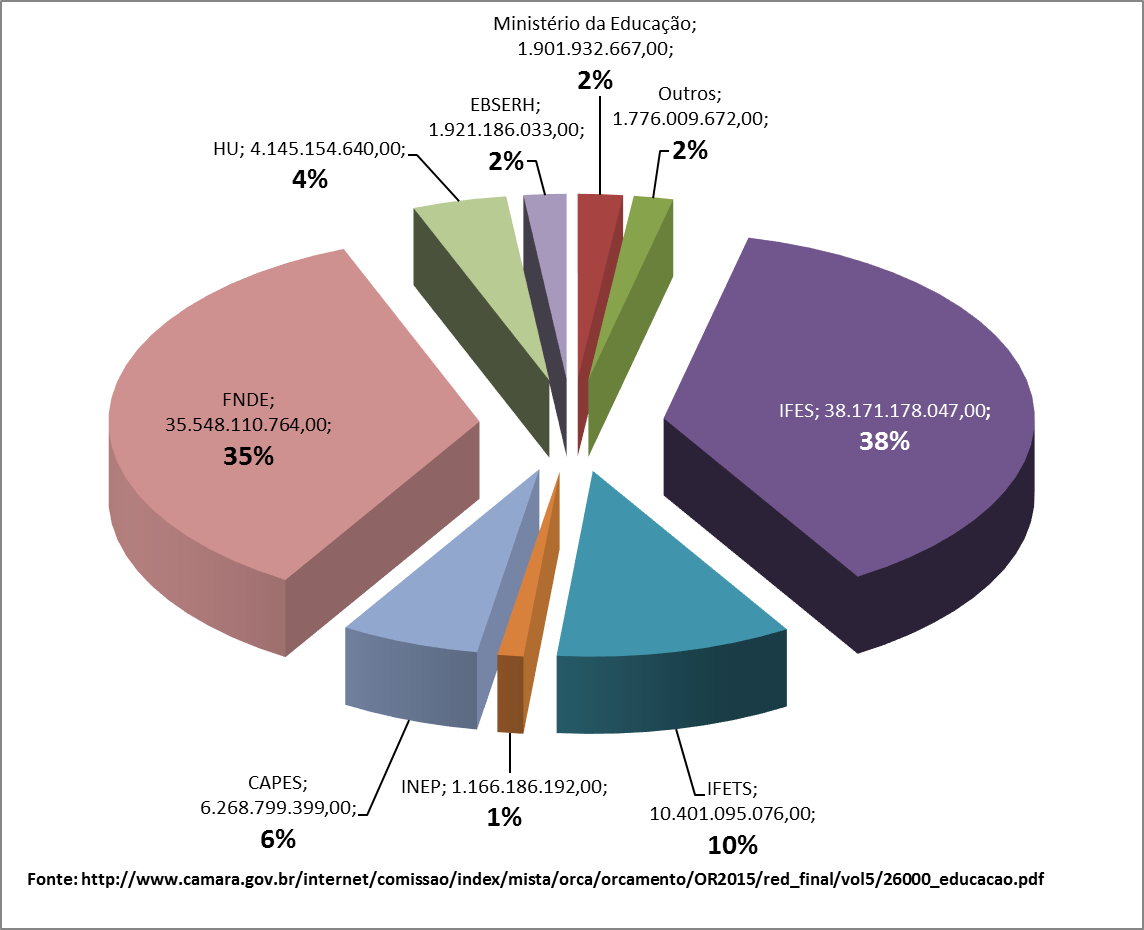 Ministério da Educação;
1.901.932.667,00;
2%
Outros;
1.776.009.672,00;
2%
EBSERH;
1.921.186.033,00;
2%
HU; 4.145.154.640,00;
4%
FNDE;
35.548.110.764,00;
35%
IFES; 38.171.178.047,00;
38%
CAPES;
6.268.799.399,00;
6%
INEP; 1.166.186.192,00;
1%
IFETS;
10.401.095.076,00;
10%
Fonte: http://www.camara.gov.br/internet/comissao/index/mista/orca/orcamento/OR2015/red_final/vol5/26000_educacao.pdf